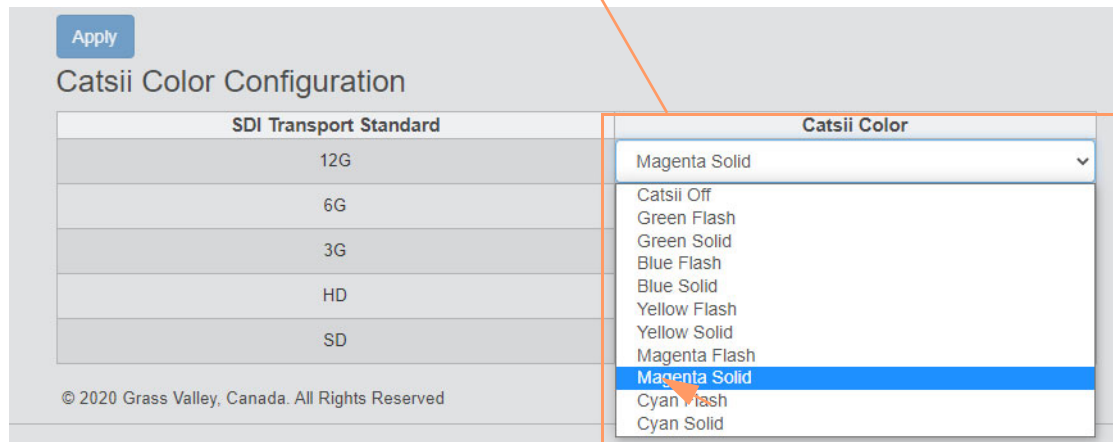 Apply
Catsii Color Configuration
SDI Transport Standard Catsii Color
12G Magenta Solid
6G
3G
HD
SD
Catsii Off
Green Flash
Green Solid
Blue Flash
Blue Solid
Yellow Flash
Yellow Solid
Magenta Flash
Magenta Solid
Cyan Flash
Cyan Solid
© 2020 Grass Valley, Canada. All Rights Reserved